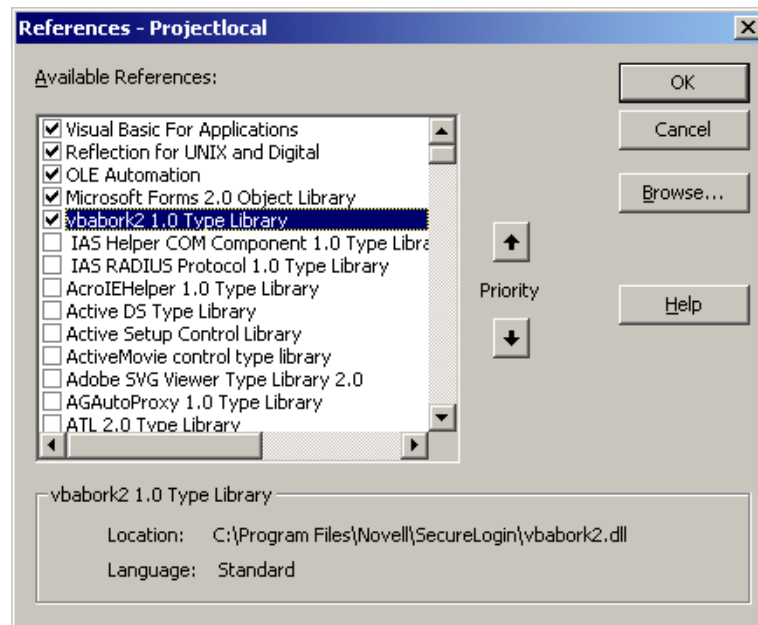 References - Projectlocal
Available References:
Visual Basic For Applications
Reflection for UNIX and Digital
OLE Automation
Microsoft Forms 2.0 Object Library
vbabork2 1.0 Type Library
IAS Helper COM Component 1.0 Type Libra
IAS RADIUS Protocol 1.0 Type Library
AcroIEHelper 1.0 Type Library
Active DS Type Library
Active Setup Control Library
ActiveMovie control type library
Adobe SVG Viewer Type Library 2.0
AGAutoProxy 1.0 Type Library
ATL 2.0 Type Library
Priority
OK
Cancel
Browse...
Help
vbabork2 1.0 Type Library
Location: C:\Program Files\Novell\SecureLogin\vbabork2.dll
Language: Standard